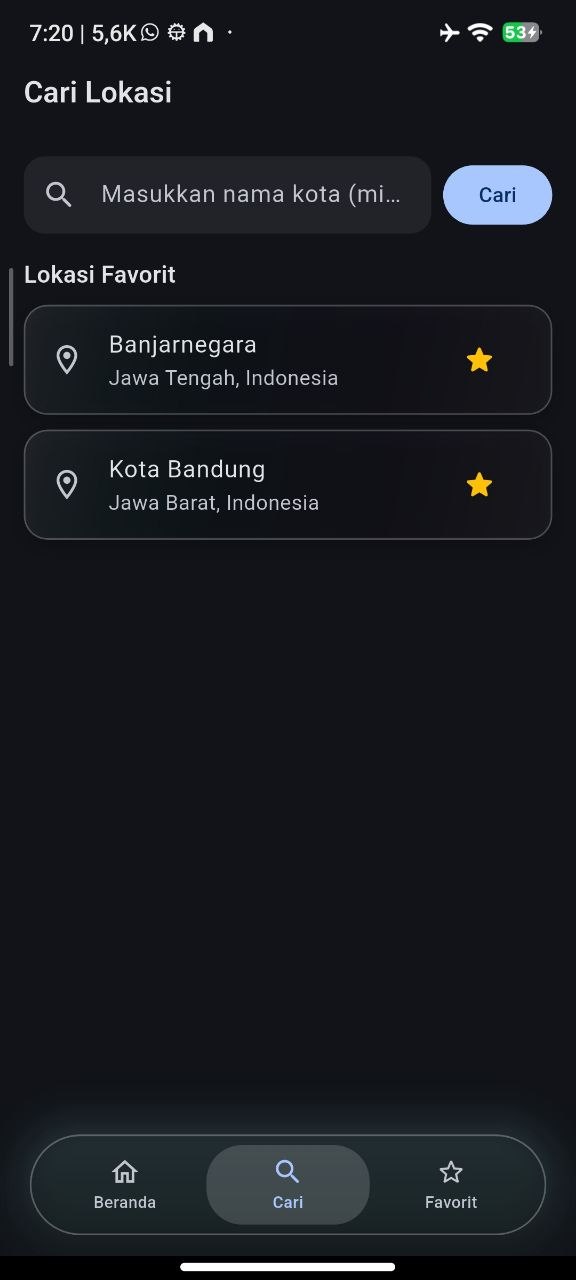 7:20 | 5,6K
53
Cari Lokasi
Masukkan nama kota (mi...
Cari
Lokasi Favorit
Banjarnegara
Jawa Tengah, Indonesia
Kota Bandung
Jawa Barat, Indonesia
Beranda
Cari
Favorit